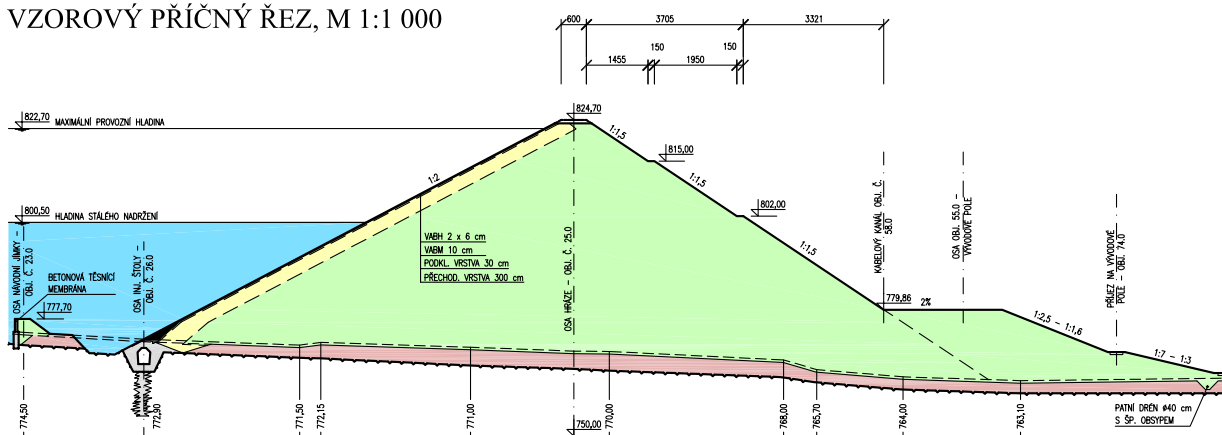 VZOROVÝ PŘÍČNÝ ŘEZ, M 1:1 000
600
3705
3321
150
150
1455
1950
822,70
MAXIMÁLNÍ PROVOZNÍ HLADINA
824,70
1:1,5
815,00
1:2
1:1,5
802,00
800,50
HLADINA STÁLÉHO NADRŽENÍ
1:1,5
VABH 2 x 6 cm
VABM 10 cm
PODKL. VRSTVA 30 cm
PŘECHOD. VRSTVA 300 cm
OSA NÁVODNÍ JÍMKY -
OBJ. Č. 23.0
BETONOVÁ TĚSNÍCÍ
MEMBRÁNA
777,70
OSA INJ. ŠTOLY -
OBJ. Č. 26.0
OSA HRÁZE - OBJ. Č. 25.0
KABELOVÝ KANÁL OBJ. Č.
58.0
OSA OBJ. 55.0 -
VÝVODOVÉ POLE
PŘÍJEZ NA VÝVODOVÉ
POLE - OBJ. 74.0
779,86
2%
1:2,5 - 1:1,6
1:7 - 1:3
774,50
772,90
771,50
772,15
771,00
750,00
770,00
768,00
765,70
764,00
763,10
PATNÍ DRÉN ø40 cm
S ŠP. OBSYPEM